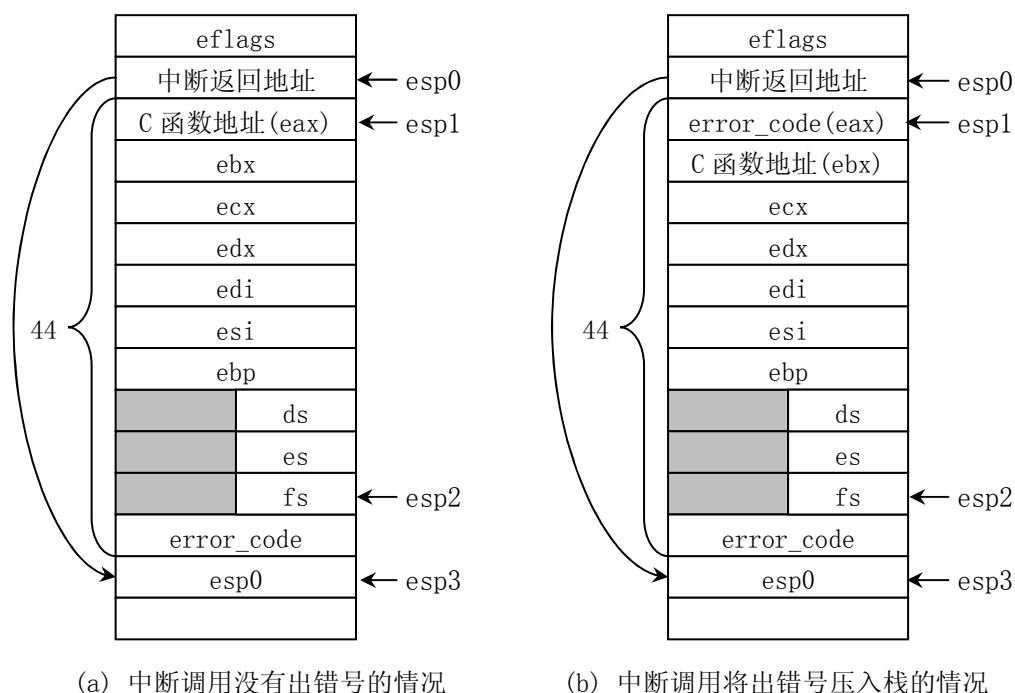 eflags
中断返回地址
esp0
C 函数地址(eax)
esp1
ebx
ecx
edx
edi
44
esi
ebp
ds
es
fs
esp2
error_code
esp0
esp3
(a) 中断调用没有出错号的情况
eflags
中断返回地址
esp0
error_code(eax)
esp1
C 函数地址(ebx)
ecx
edx
edi
44
esi
ebp
ds
es
fs
esp2
error_code
esp0
esp3
(b) 中断调用将出错号压入栈的情况